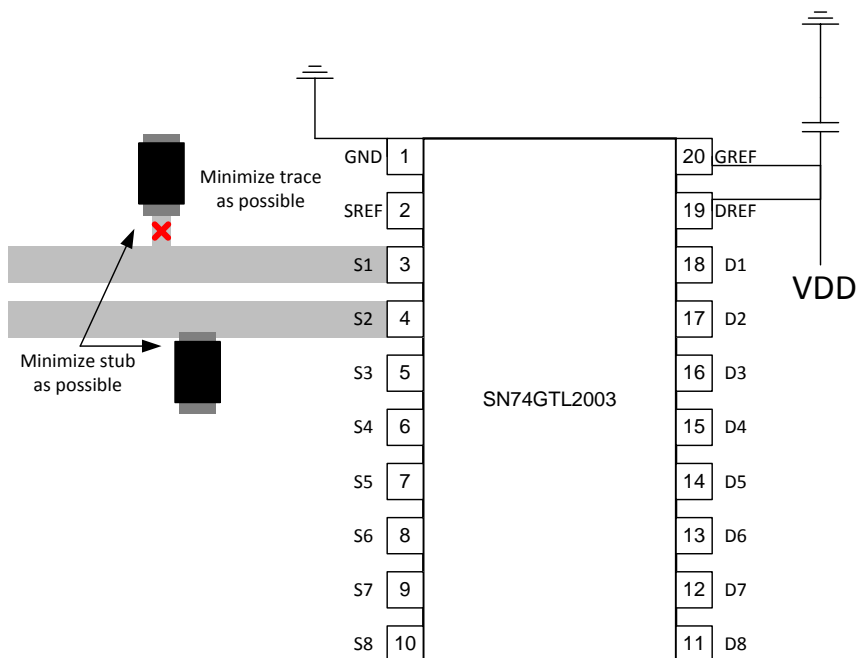 GND 1
20 GREF
Minimize trace
as possible
SREF 2
19 DREF
S1 3
18 D1
VDD
S2 4
17 D2
Minimize stub
as possible
S3 5
16 D3
SN74GTL2003
S4 6
15 D4
S5 7
14 D5
S6 8
13 D6
S7 9
12 D7
S8 10
11 D8